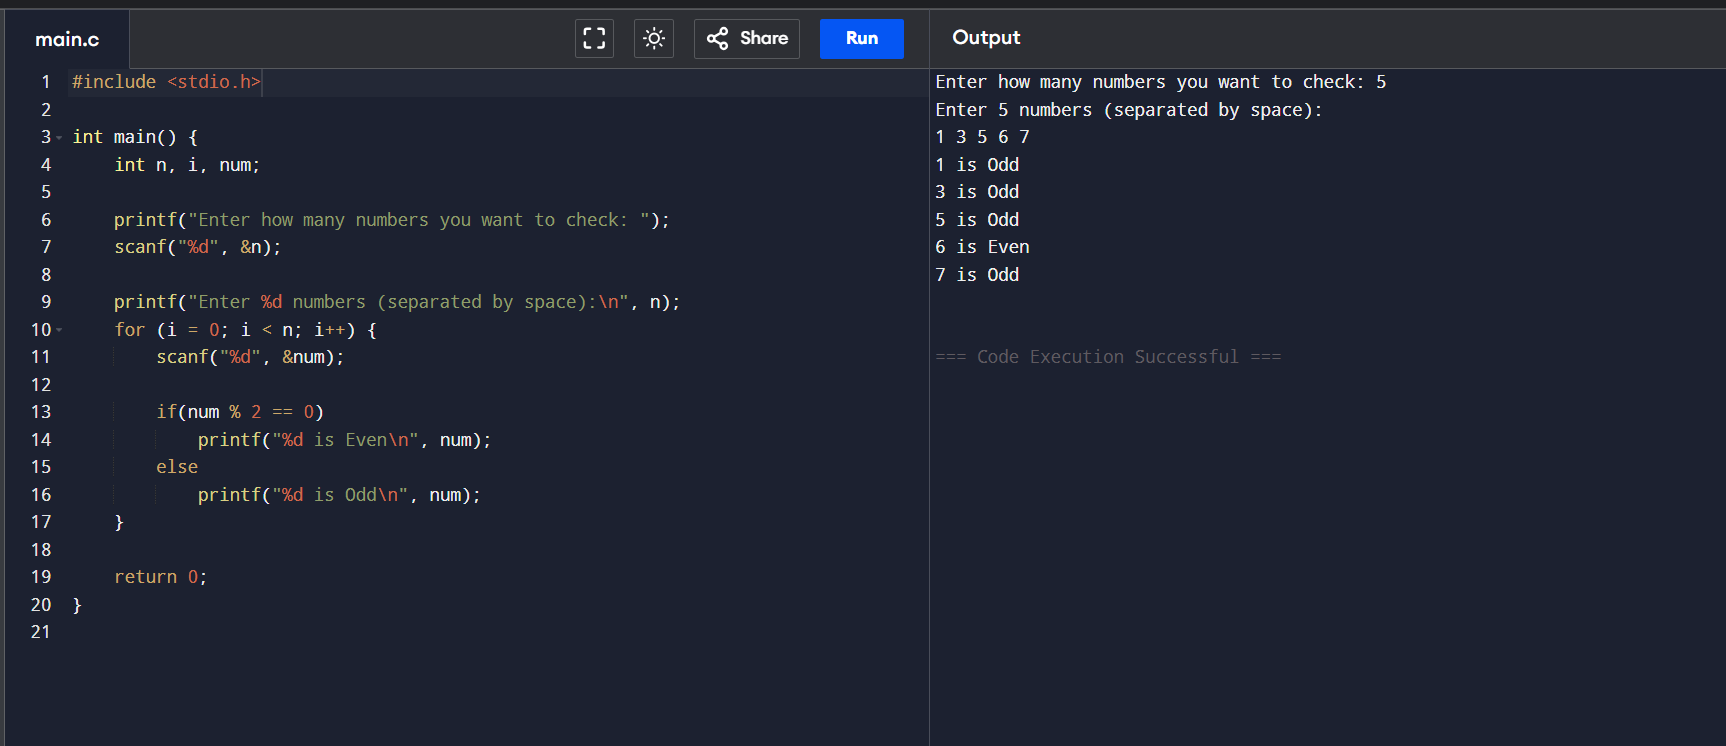 main.c
Share
Run
Output
1 #include <stdio.h>
2
3 int main() {
4     int n, i, num;
5
6     printf("Enter how many numbers you want to check: ");
7     scanf("%d", &n);
8
9     printf("Enter %d numbers (separated by space):\n", n);
10     for (i = 0; i < n; i++) {
11         scanf("%d", &num);
12
13         if(num % 2 == 0)
14             printf("%d is Even\n", num);
15         else
16             printf("%d is Odd\n", num);
17     }
18
19     return 0;
20 }
21
Enter how many numbers you want to check: 5
Enter 5 numbers (separated by space):
1 3 5 6 7
1 is Odd
3 is Odd
5 is Odd
6 is Even
7 is Odd
=== Code Execution Successful ===